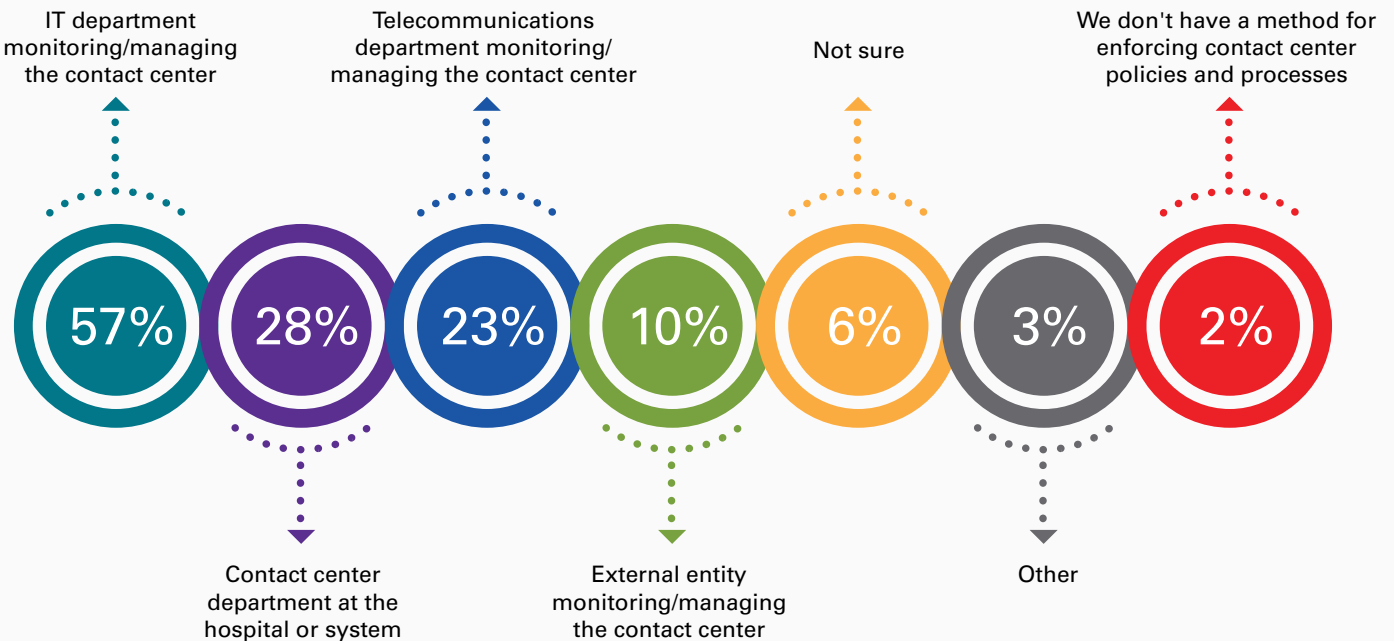 IT department
monitoring/managing
the contact center
Telecommunications
department monitoring/
managing the contact center
Not sure
We don't have a method for
enforcing contact center
policies and processes
57%
28%
23%
10%
6%
3%
2%
Contact center
department at the
hospital or system
External entity
monitoring/managing
the contact center
Other